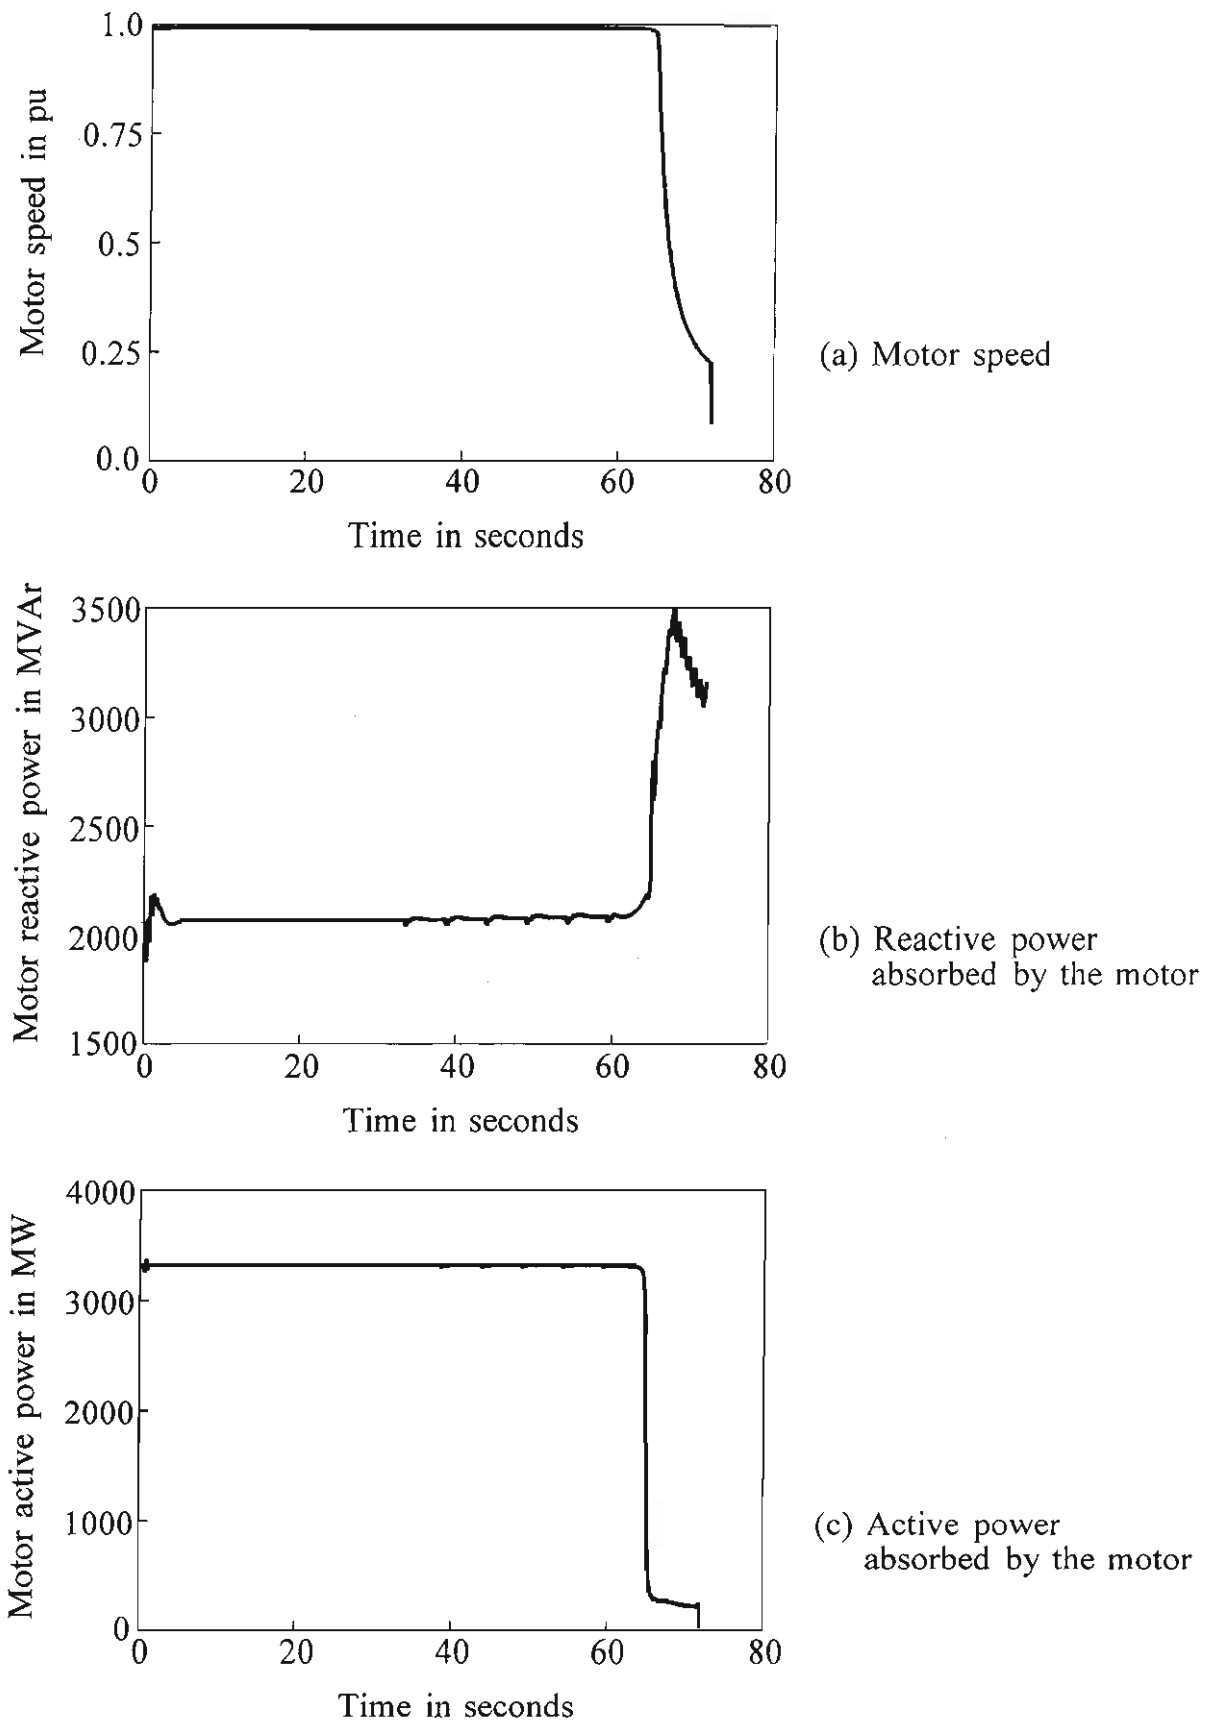 1.0
0.75
0.5
0.25
0.0
Motor speed in pu
0
20
40
60
80
Time in seconds
(a) Motor speed
3500
3000
2500
2000
1500
Motor reactive power in MVAr
0
20
40
60
80
Time in seconds
(b) Reactive power
absorbed by the motor
4000
3000
2000
1000
0
Motor active power in MW
0
20
40
60
80
Time in seconds
(c) Active power
absorbed by the motor